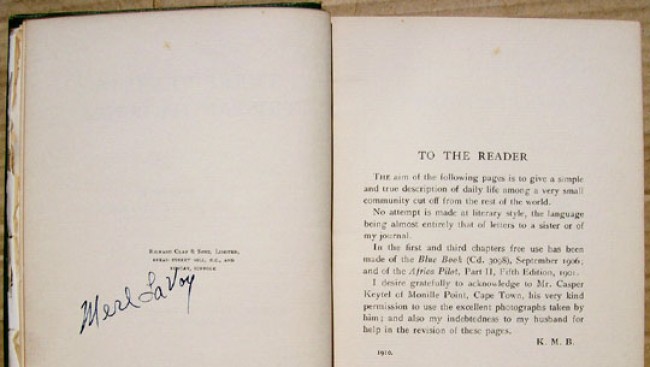 RICHARD CLAY & SONS, LIMITED,
BREAD STREET HILL, E.C., AND
BUNGAY, SUFFOLK
Merl LaVoy
TO THE READER
THE aim of the following pages is to give a simple
and true description of daily life among a very small
community cut off from the rest of the world.
No attempt is made at literary style, the language
being almost entirely that of letters to a sister or of
my journal.
In the first and third chapters free use has been
made of the Blue Book (Cd. 3098), September 1906;
and of the Africa Pilot, Part II, Fifth Edition, 1901.
I desire gratefully to acknowledge to Mr. Casper
Keytel of Monille Point, Cape Town, his very kind
permission to use the excellent photographs taken by
him; and also my indebtedness to my husband for
help in the revision of these pages.
K. M. B.
1910.